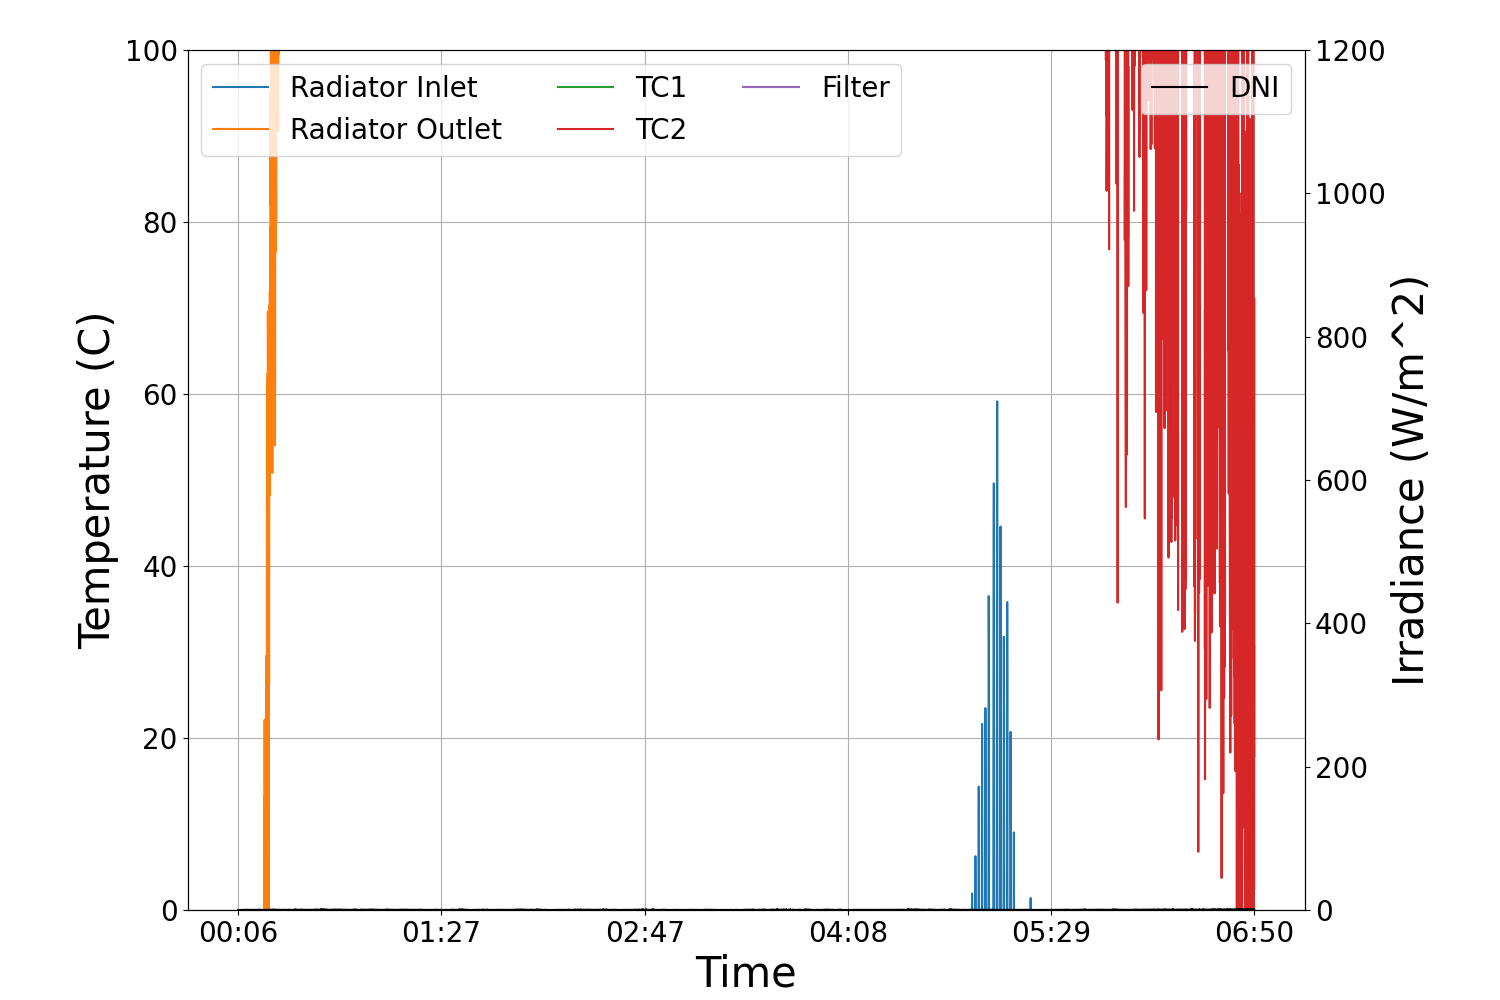 Radiator Inlet
Radiator Outlet
TC1
TC2
Filter
DNI
Temperature (C)
100
80
60
40
20
0
1200
1000
800
600
400
200
0
Irradiance (W/m^2)
00:06 01:27 02:47 04:08 05:29 06:50
Time